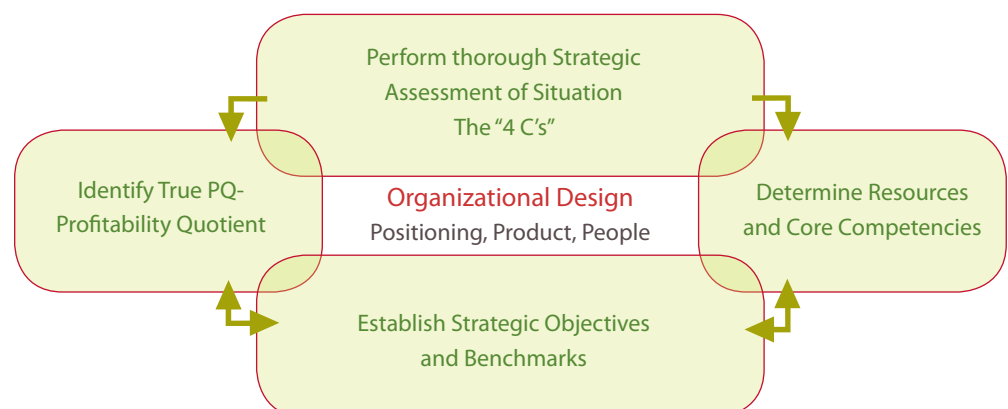 Perform thorough Strategic
Assessment of Situation
The “4 C’s”
Identify True PQ-
Profitability Quotient
Organizational Design
Positioning, Product, People
Determine Resources
and Core Competencies
Establish Strategic Objectives
and Benchmarks